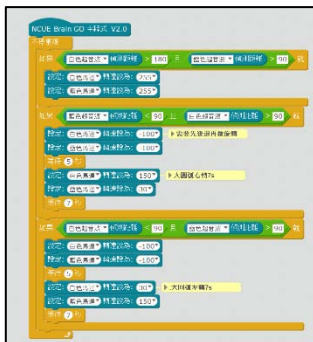 NCUE Brain GO 主程式 V2.0
不停重複
如果 白色超音波 偵測距離 > 180 且 藍色超音波 偵測距離 > 90 就
設定: 白色馬達 轉速設為: 255
設定: 藍色馬達 轉速設為: 255
如果 藍色超音波 偵測距離 < 90 且 白色超音波 偵測距離 > 90 就
設定: 白色馬達 轉速設為: -100
設定: 藍色馬達 轉速設為: -100
等待 5 秒
設定: 白色馬達 轉速設為: 150 大圓弧右轉7s
設定: 藍色馬達 轉速設為: 30
等待 7 秒
如果 白色超音波 偵測距離 < 90 且 藍色超音波 偵測距離 > 90 就
設定: 白色馬達 轉速設為: -100
設定: 藍色馬達 轉速設為: -100
等待 5 秒
設定: 白色馬達 轉速設為: 30
設定: 藍色馬達 轉速設為: 150
等待 7 秒